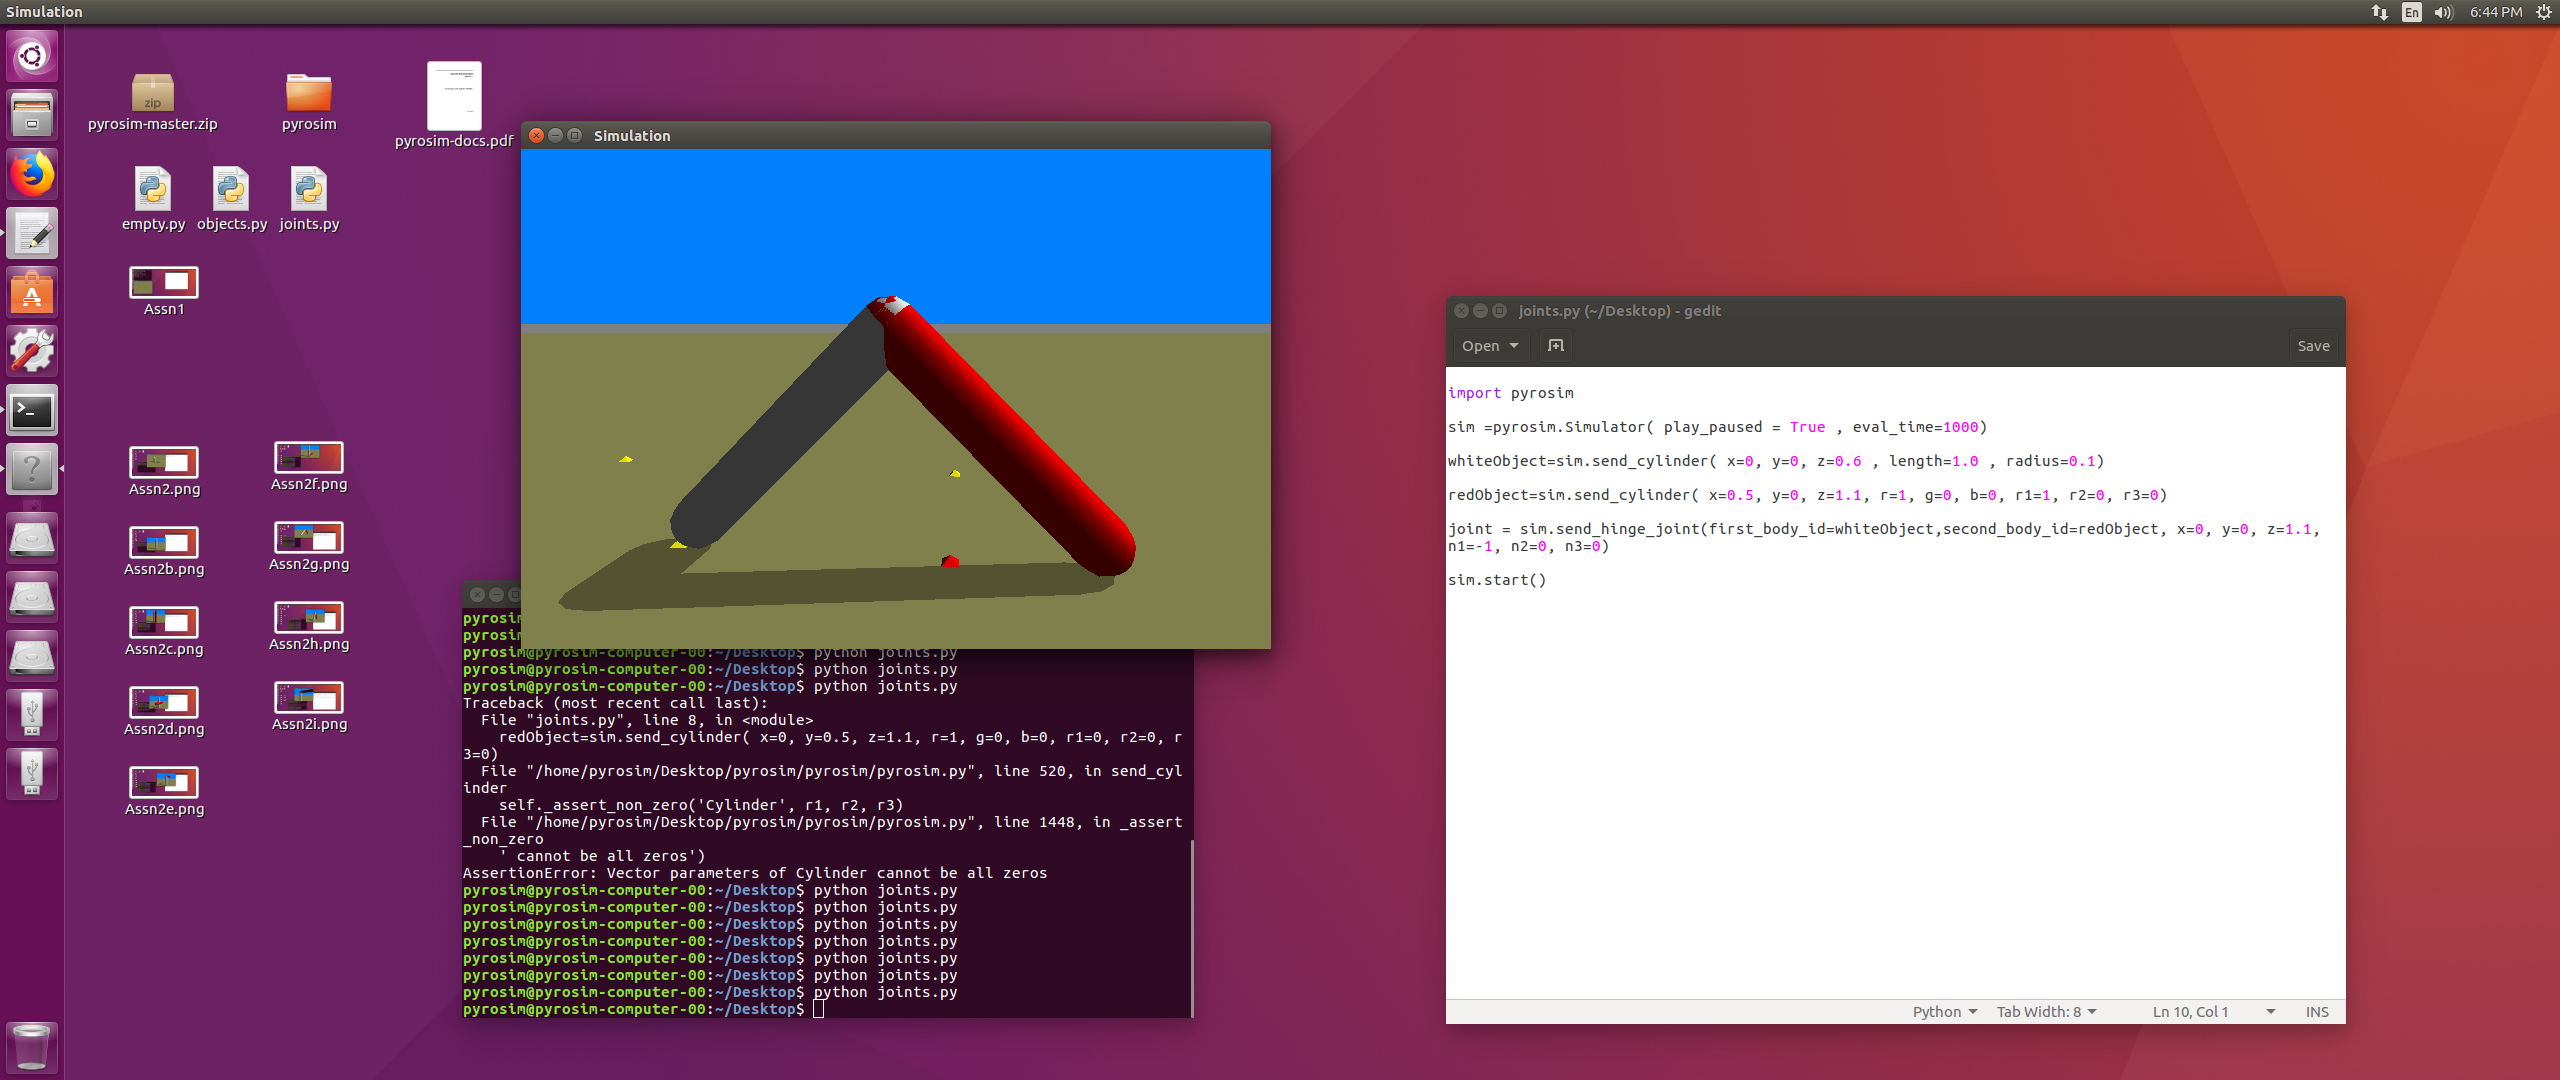 Simulation
En
6:44 PM
zip
pyrosim-master.zip
pyrosim
pyrosim-docs.pdf
empty.py
objects.py
joints.py
Assn1
Assn2.png
Assn2f.png
Assn2b.png
Assn2g.png
Assn2c.png
Assn2h.png
Assn2d.png
Assn2i.png
Assn2e.png
Simulation
pyrosim
pyrosim
pyrosim@pyrosim-computer-00:~/Desktop$ python joints.py
pyrosim@pyrosim-computer-00:~/Desktop$ python joints.py
pyrosim@pyrosim-computer-00:~/Desktop$ python joints.py
Traceback (most recent call last):
  File "joints.py", line 8, in <module>
    redObject=sim.send_cylinder( x=0, y=0.5, z=1.1, r=1, g=0, b=0, r1=0, r2=0, r
3=0)
  File "/home/pyrosim/Desktop/pyrosim/pyrosim/pyrosim.py", line 520, in send_cyl
inder
    self._assert_non_zero('Cylinder', r1, r2, r3)
  File "/home/pyrosim/Desktop/pyrosim/pyrosim/pyrosim.py", line 1448, in _assert
_non_zero
    ' cannot be all zeros')
AssertionError: Vector parameters of Cylinder cannot be all zeros
pyrosim@pyrosim-computer-00:~/Desktop$ python joints.py
pyrosim@pyrosim-computer-00:~/Desktop$ python joints.py
pyrosim@pyrosim-computer-00:~/Desktop$ python joints.py
pyrosim@pyrosim-computer-00:~/Desktop$ python joints.py
pyrosim@pyrosim-computer-00:~/Desktop$ python joints.py
pyrosim@pyrosim-computer-00:~/Desktop$ python joints.py
pyrosim@pyrosim-computer-00:~/Desktop$ python joints.py
pyrosim@pyrosim-computer-00:~/Desktop$
joints.py (~/Desktop) - gedit
Open
Save
import pyrosim
sim =pyrosim.Simulator( play_paused = True , eval_time=1000)
whiteObject=sim.send_cylinder( x=0, y=0, z=0.6 , length=1.0 , radius=0.1)
redObject=sim.send_cylinder( x=0.5, y=0, z=1.1, r=1, g=0, b=0, r1=1, r2=0, r3=0)
joint = sim.send_hinge_joint(first_body_id=whiteObject,second_body_id=redObject, x=0, y=0, z=1.1,
n1=-1, n2=0, n3=0)
sim.start()
Python
Tab Width: 8
Ln 10, Col 1
INS